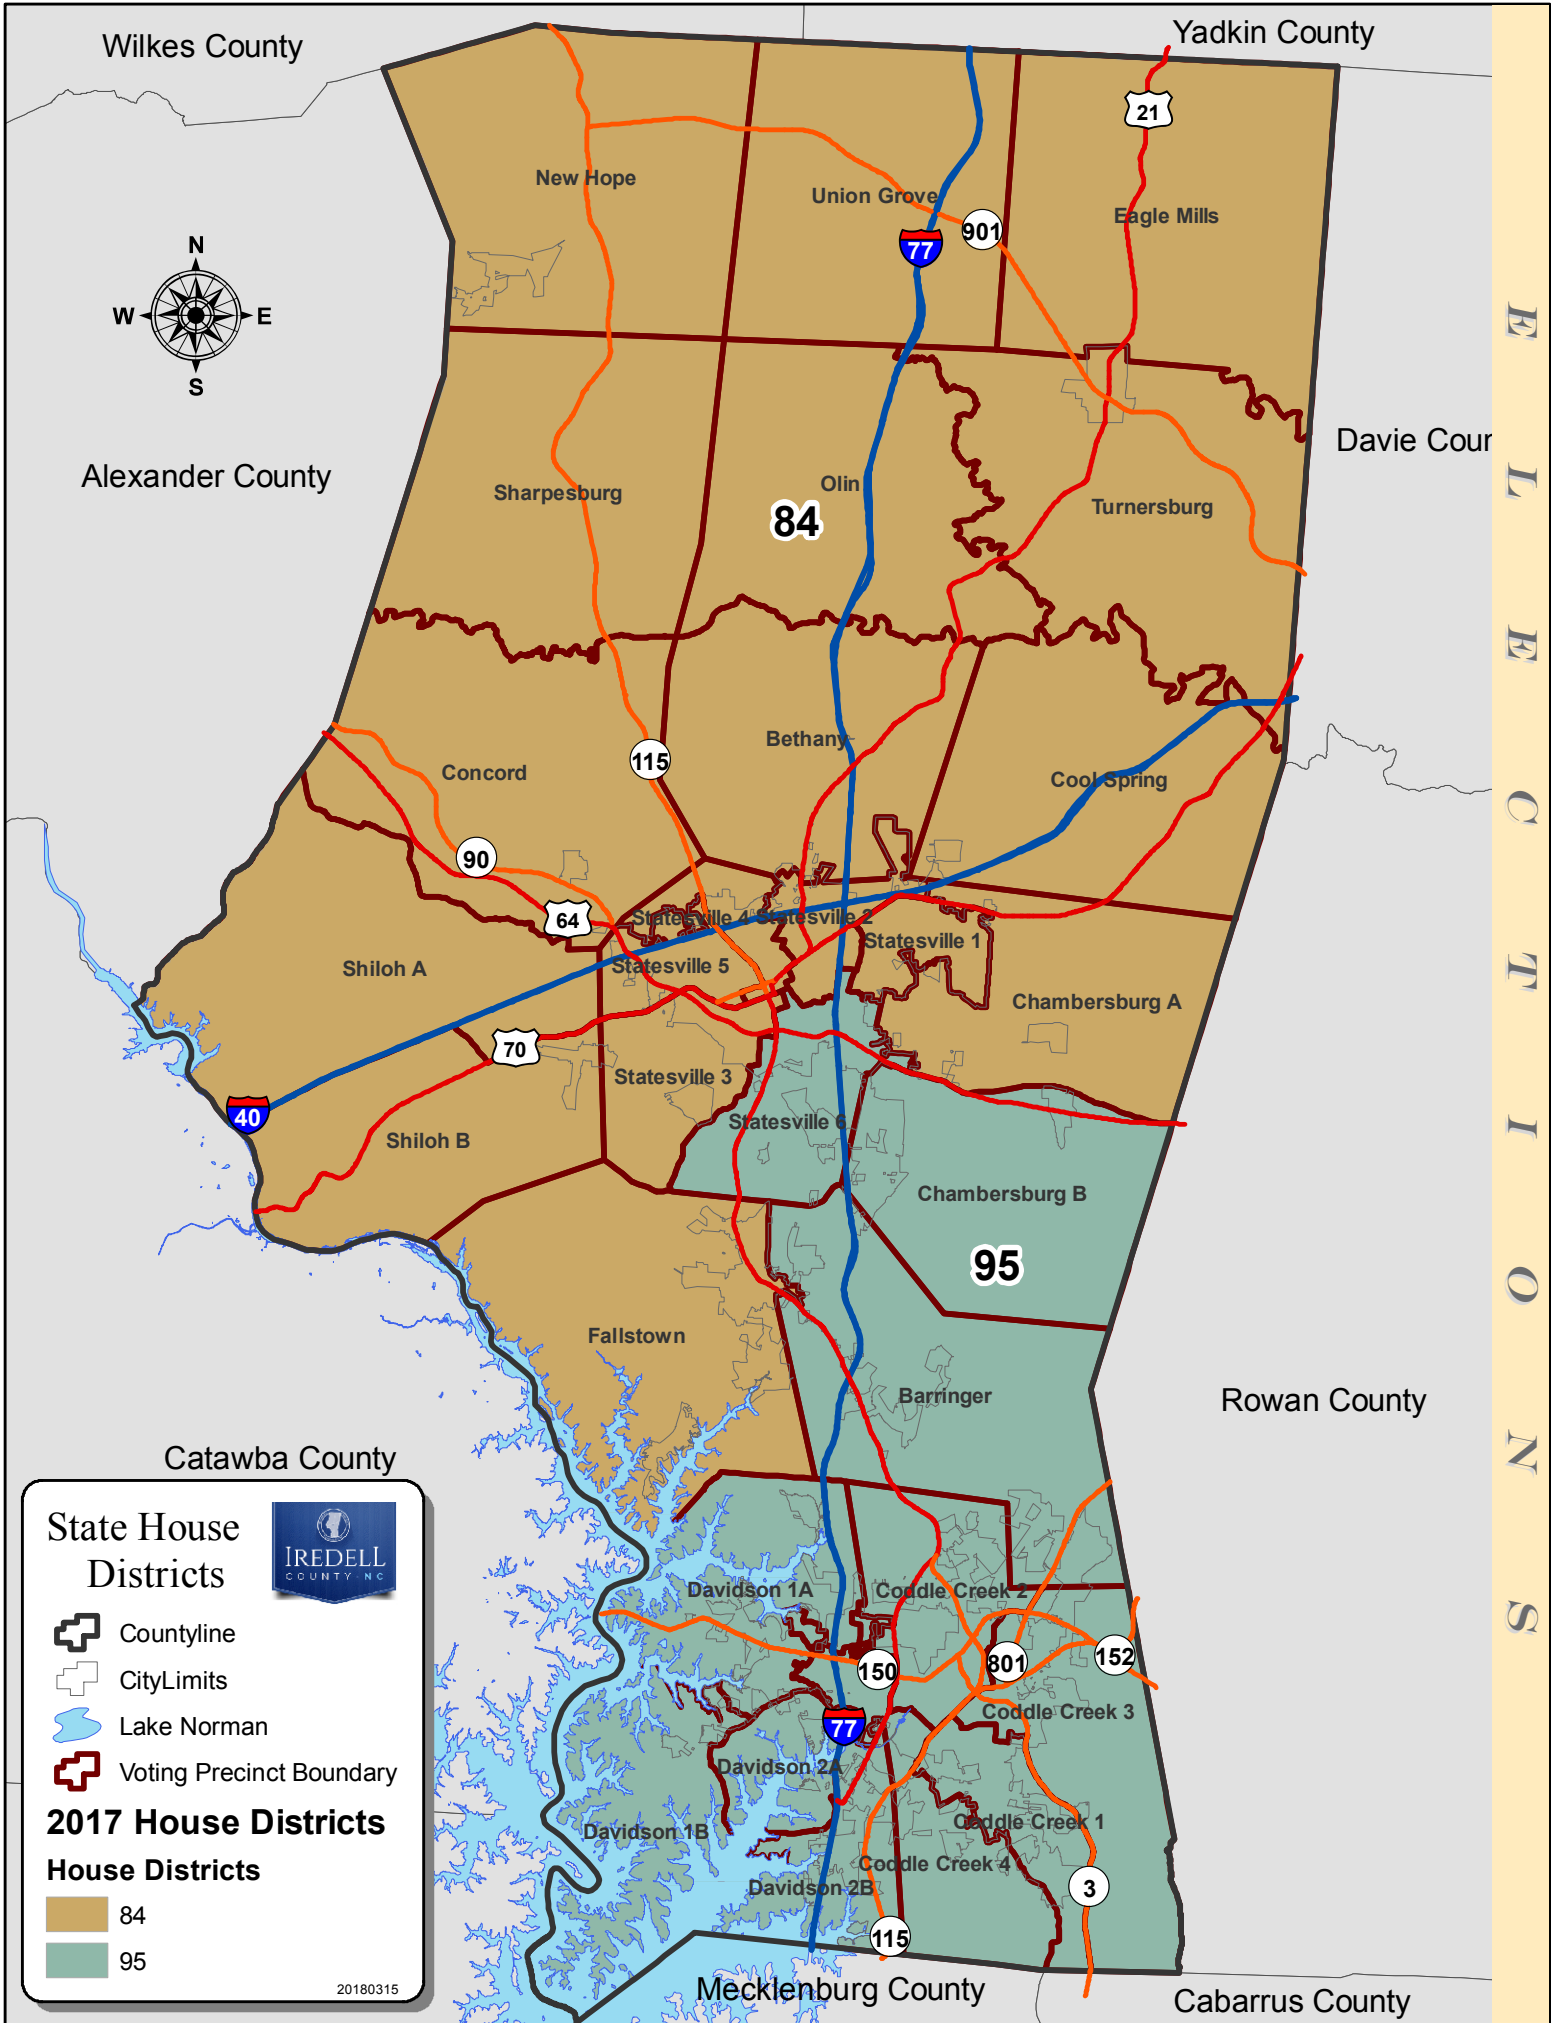 Wilkes County
Yadkin County
21
New Hope
Union Grove
Eagle Mills
901
77
N
W
E
S
E
L
E
C
T
I
O
N
S
Davie Coun
Alexander County
Sharpesburg
Olin
84
Turnersburg
Bethany
115
Concord
Cool Spring
90
64
Statesville 4
Statesville 2
Statesville 1
Shiloh A
Statesville 5
Chambersburg A
70
Statesville 3
40
Statesville 6
Shiloh B
Chambersburg B
95
Fallstown
Barringer
Rowan County
Catawba County
Davidson 1A
Coddle Creek 2
150
801
152
Coddle Creek 3
77
Davidson 2A
Coddle Creek 1
Davidson 1B
Coddle Creek 4
Davidson 2B
3
115
Mecklenburg County
Cabarrus County
State House
Districts
IREDELL
COUNTY NC
Countyline
CityLimits
Lake Norman
Voting Precinct Boundary
2017 House Districts
House Districts
84
95
20180315